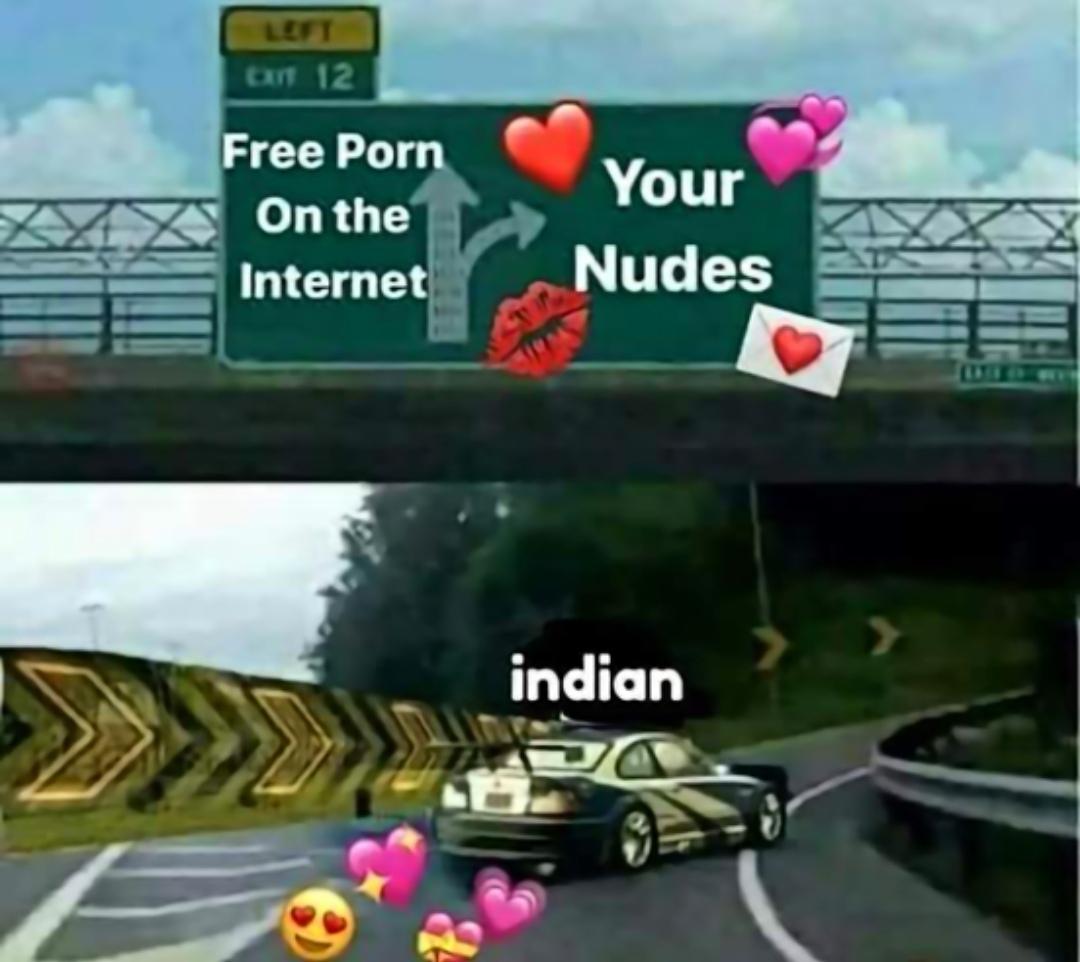 LEFT
EXIT 12
Free Porn
On the
Internet
Your
Nudes
indian